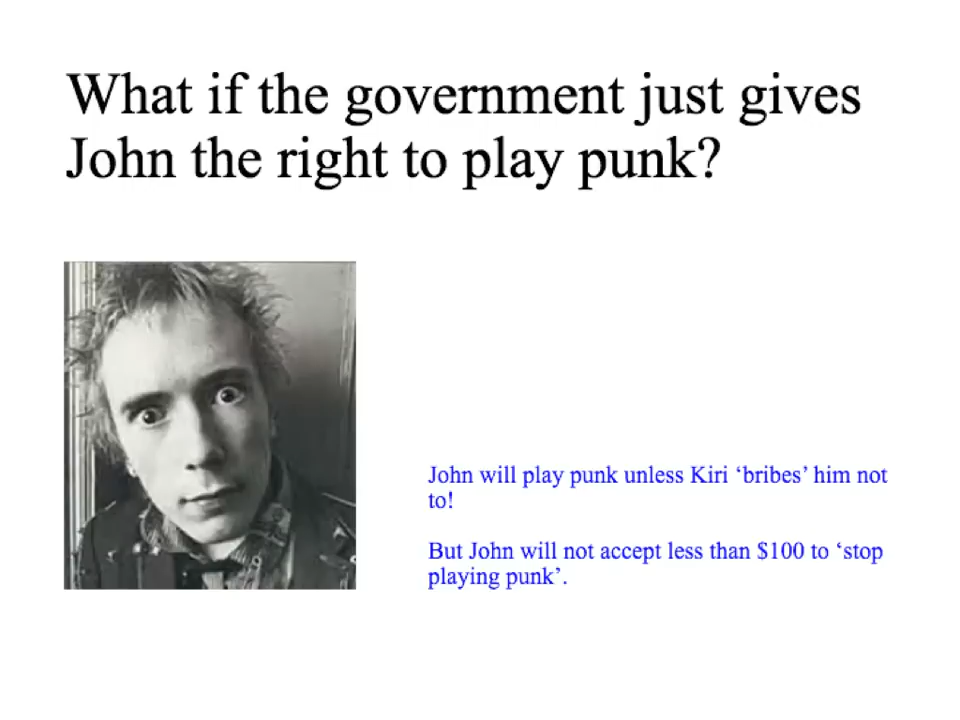 What if the government just gives
John the right to play punk?
John will play punk unless Kiri ‘bribes’ him not
to!
But John will not accept less than $100 to ‘stop
playing punk’.